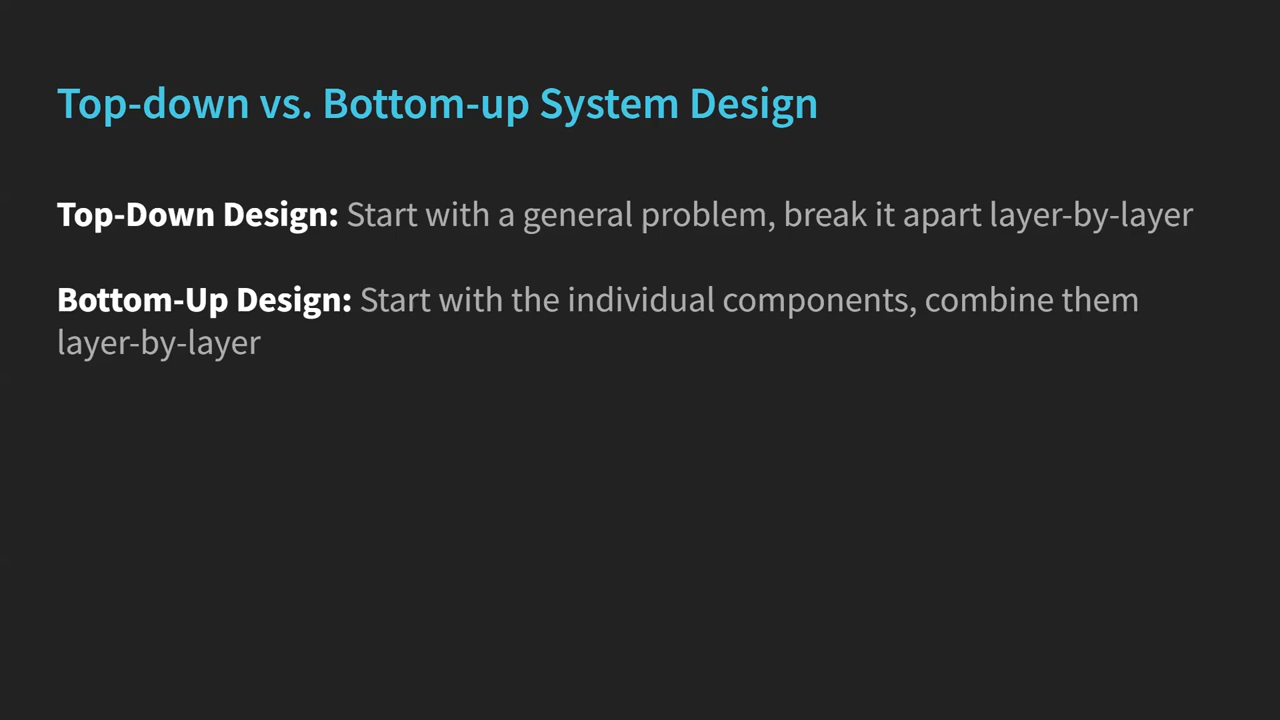 Top-down vs. Bottom-up System Design
Top-Down Design: Start with a general problem, break it apart layer-by-layer
Bottom-Up Design: Start with the individual components, combine them
layer-by-layer